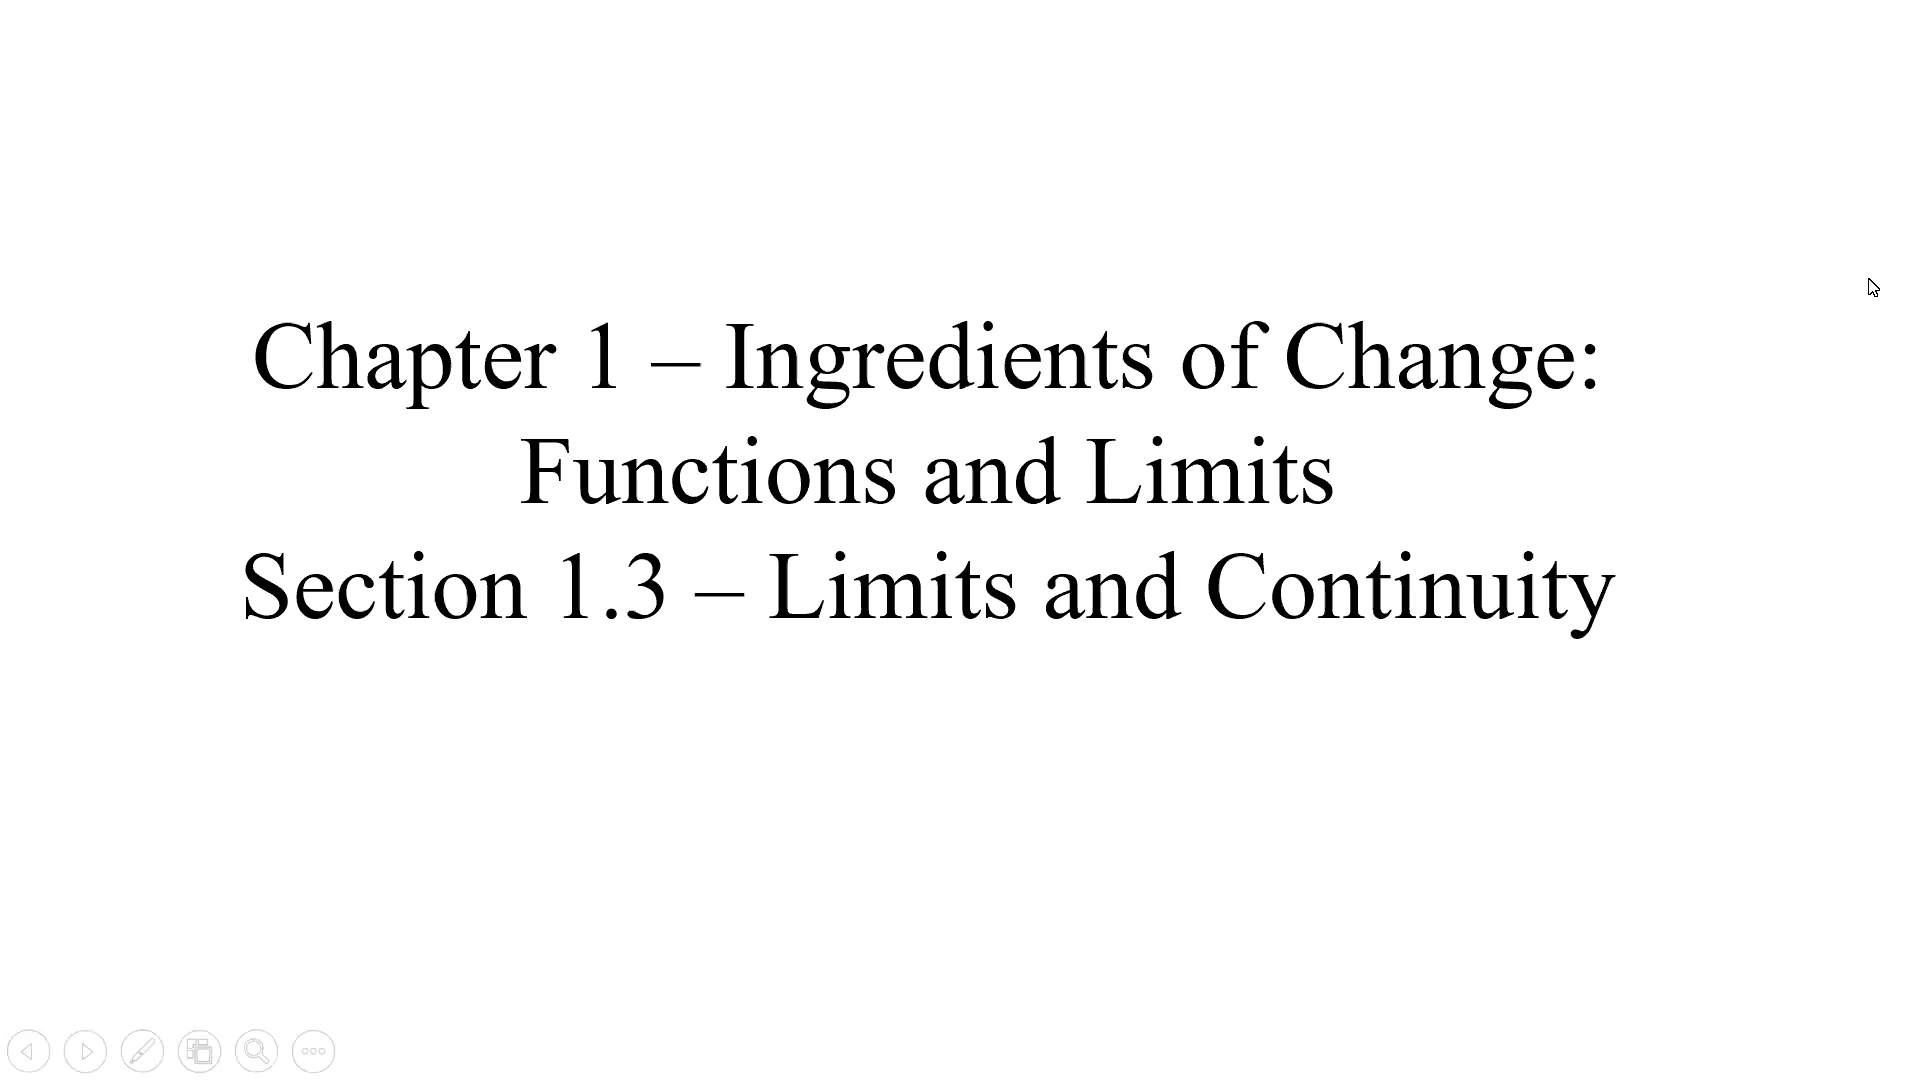 Chapter 1 – Ingredients of Change:
Functions and Limits
Section 1.3 – Limits and Continuity